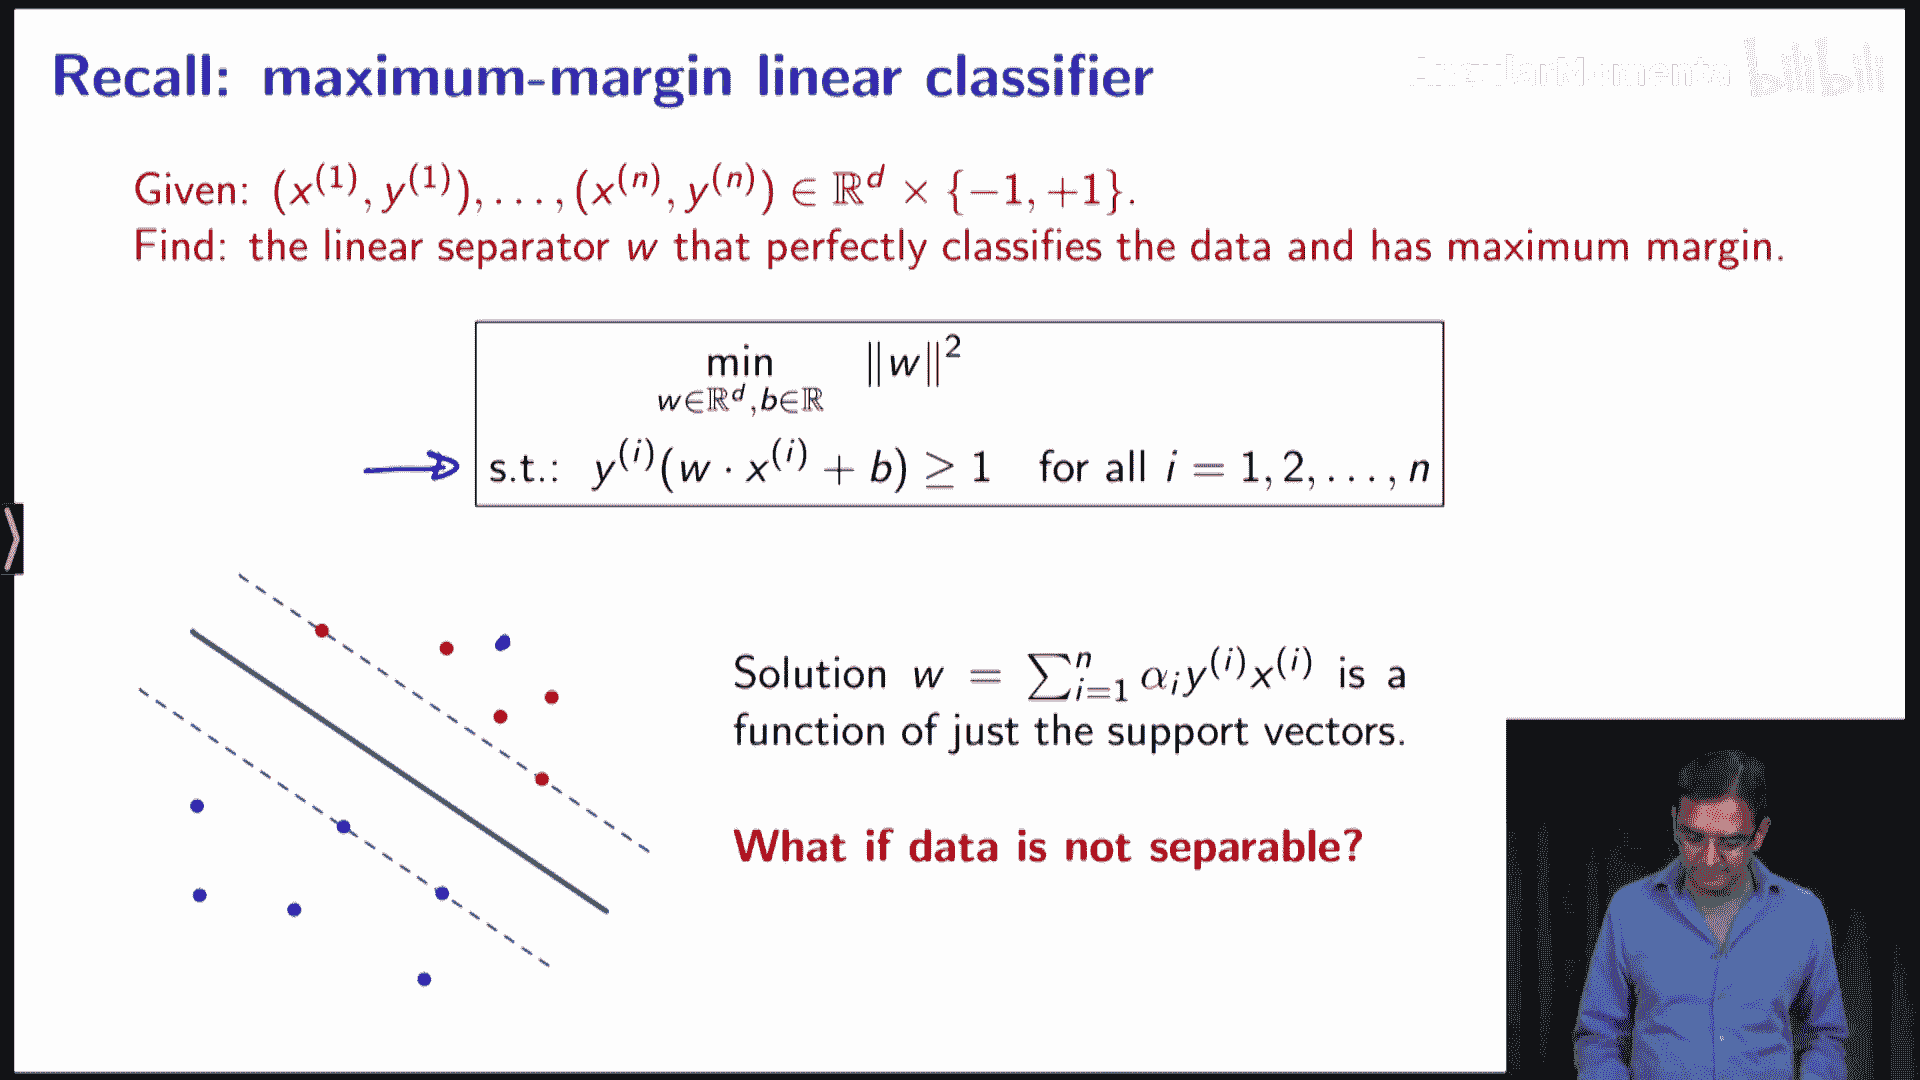 Recall: maximum-margin linear classifier
bilibili
Given: (x^(1), y^(1)), . . . , (x^(n), y^(n)) ∈ ℝ^d × {−1, +1}.
Find: the linear separator w that perfectly classifies the data and has maximum margin.
min ‖w‖²
w∈ℝ^d, b∈ℝ
s.t.: y^(i)(w · x^(i) + b) ≥ 1 for all i = 1, 2, . . . , n
Solution w = ∑_{i=1}^n α_i y^(i) x^(i) is a
function of just the support vectors.
What if data is not separable?